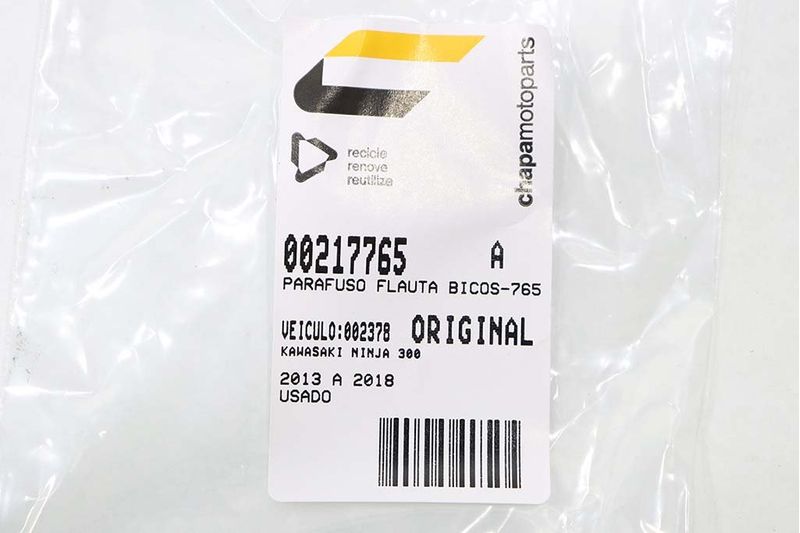 chapamotoparts
recicle
renove
reutilize
00217765 A
PARAFUSO FLAUTA BICOS-765
VEICULO:002378 ORIGINAL
KAWASAKI NINJA 300
2013 A 2018
USADO